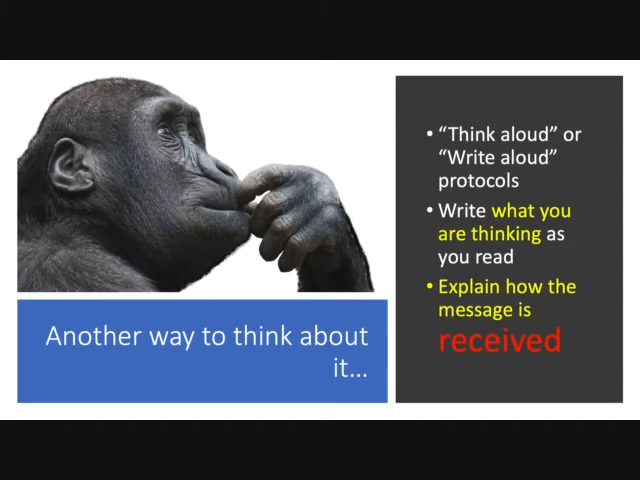 Another way to think about
it...
• “Think aloud” or
“Write aloud”
protocols
• Write what you
are thinking as
you read
• Explain how the
message is
received